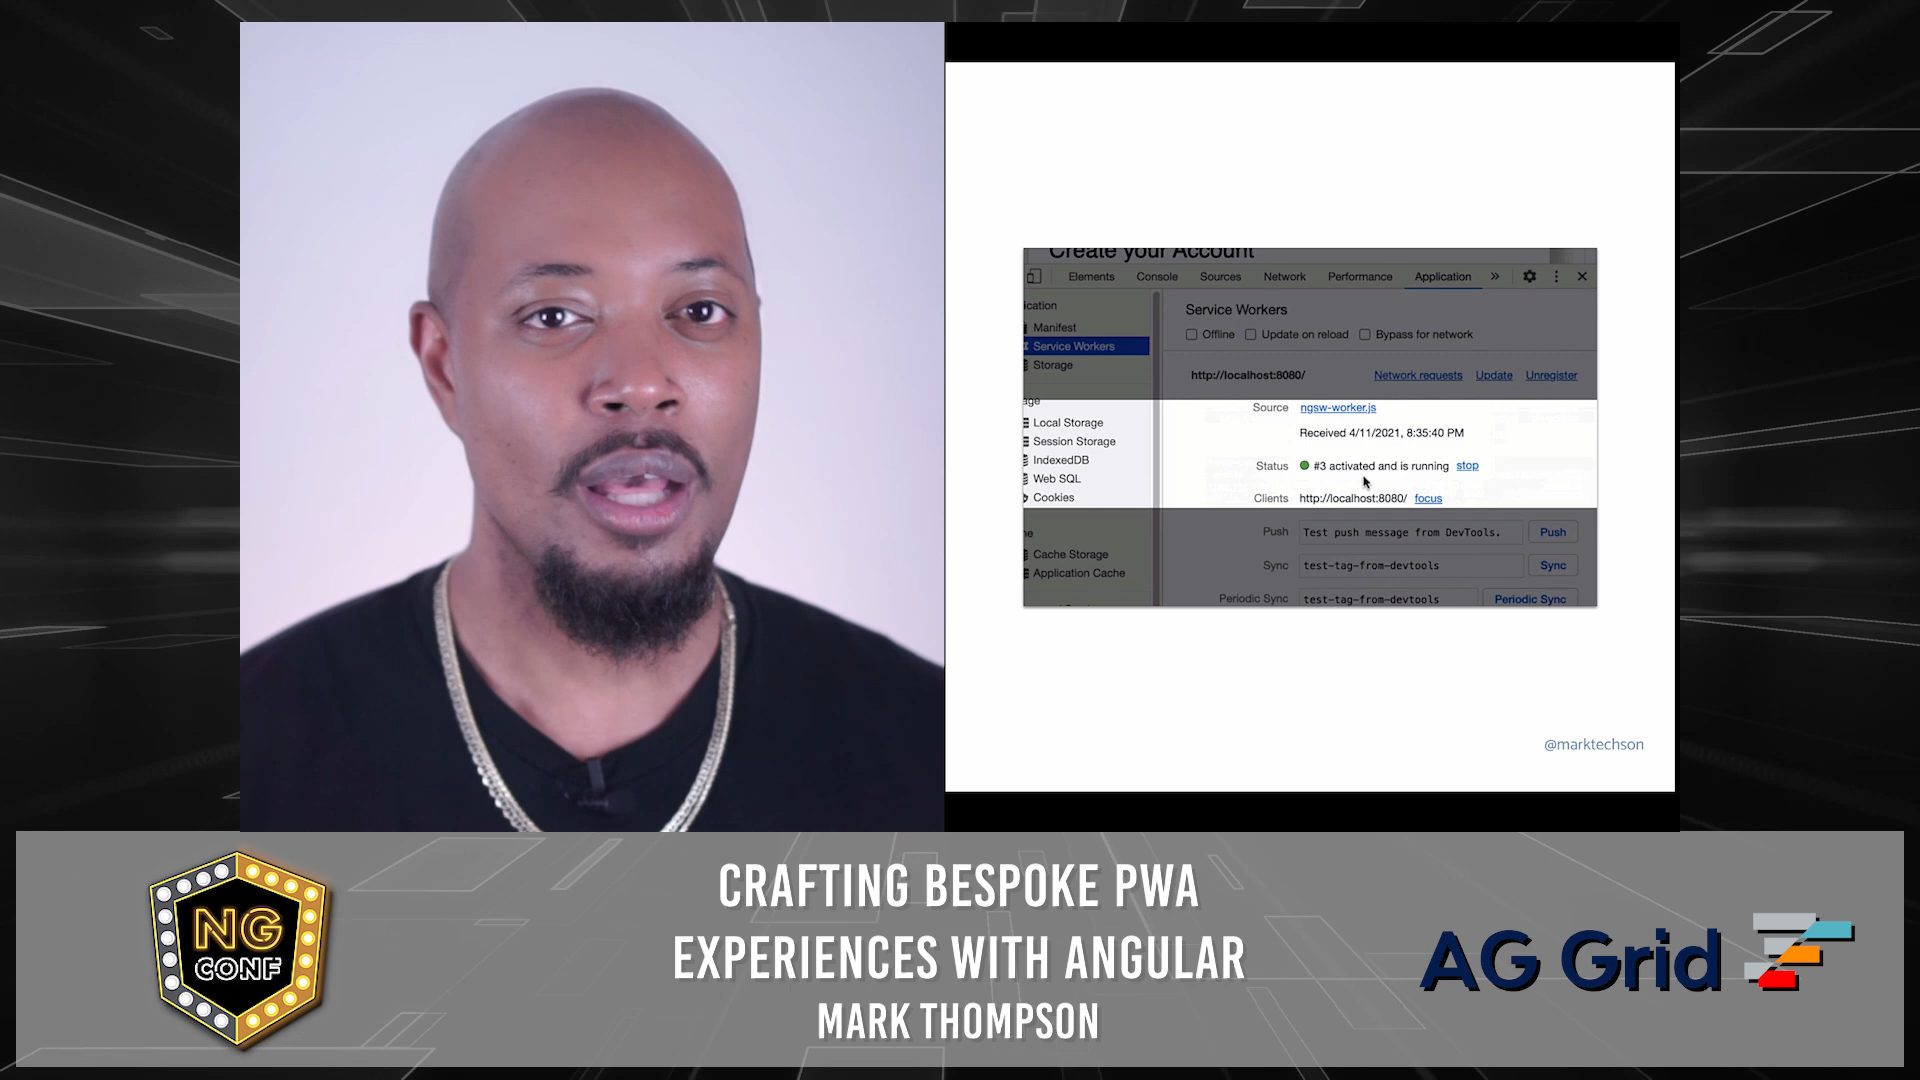 Create your Account
Elements Console Sources Network Performance Application »
ication
Manifest
Service Workers
Storage
Service Workers
Offline Update on reload Bypass for network
http://localhost:8080/ Network requests Update Unregister
age
Local Storage
Session Storage
IndexedDB
Web SQL
Cookies
Source ngsw-worker.js
Received 4/11/2021, 8:35:40 PM
Status #3 activated and is running stop
Clients http://localhost:8080/ focus
he
Cache Storage
Application Cache
Push Test push message from DevTools. Push
Sync test-tag-from-devtools Sync
Periodic Sync test-tag-from-devtools Periodic Sync
@marktechson
NG
CONF
CRAFTING BESPOKE PWA
EXPERIENCES WITH ANGULAR
MARK THOMPSON
AG Grid